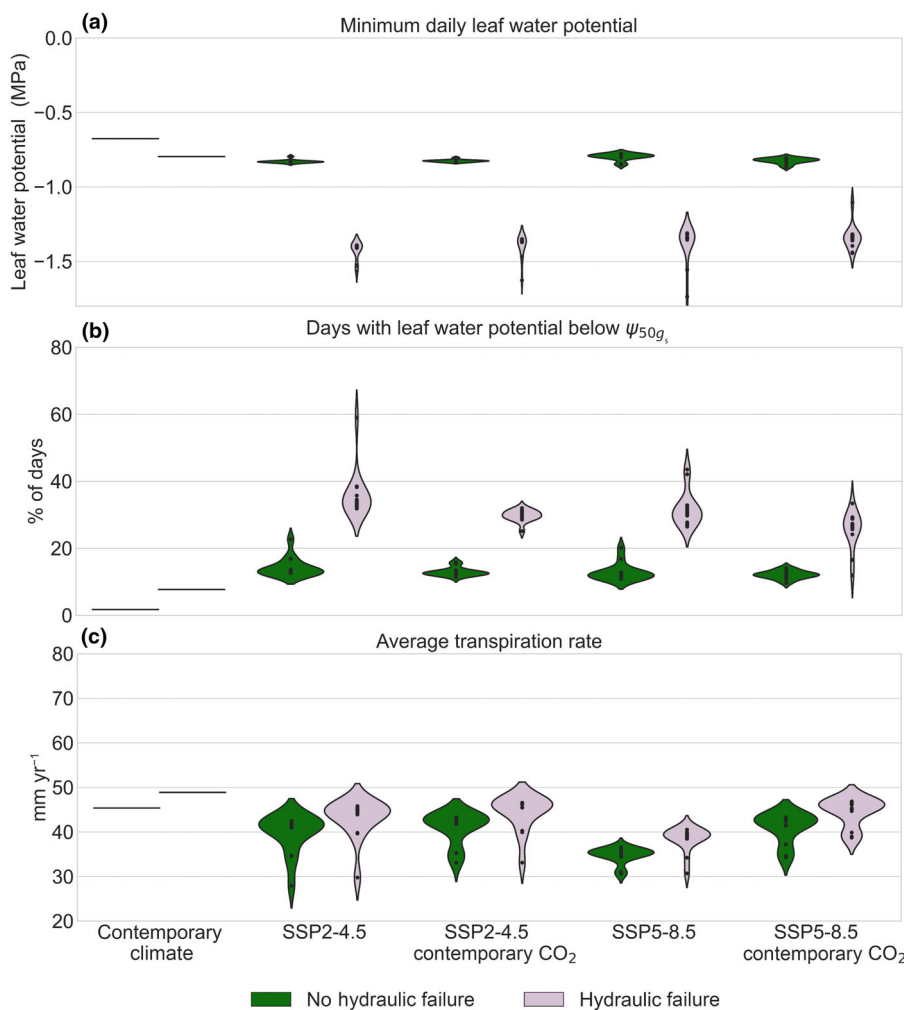 (a)
Minimum daily leaf water potential
Leaf water potential (MPa)
0.0
−0.5
−1.0
−1.5
(b)
Days with leaf water potential below ψ50gs
% of days
80
60
40
20
0
(c)
Average transpiration rate
mm yr⁻¹
80
70
60
50
40
30
20
Contemporary
climate
SSP2-4.5
SSP2-4.5
contemporary CO₂
SSP5-8.5
SSP5-8.5
contemporary CO₂
No hydraulic failure
Hydraulic failure